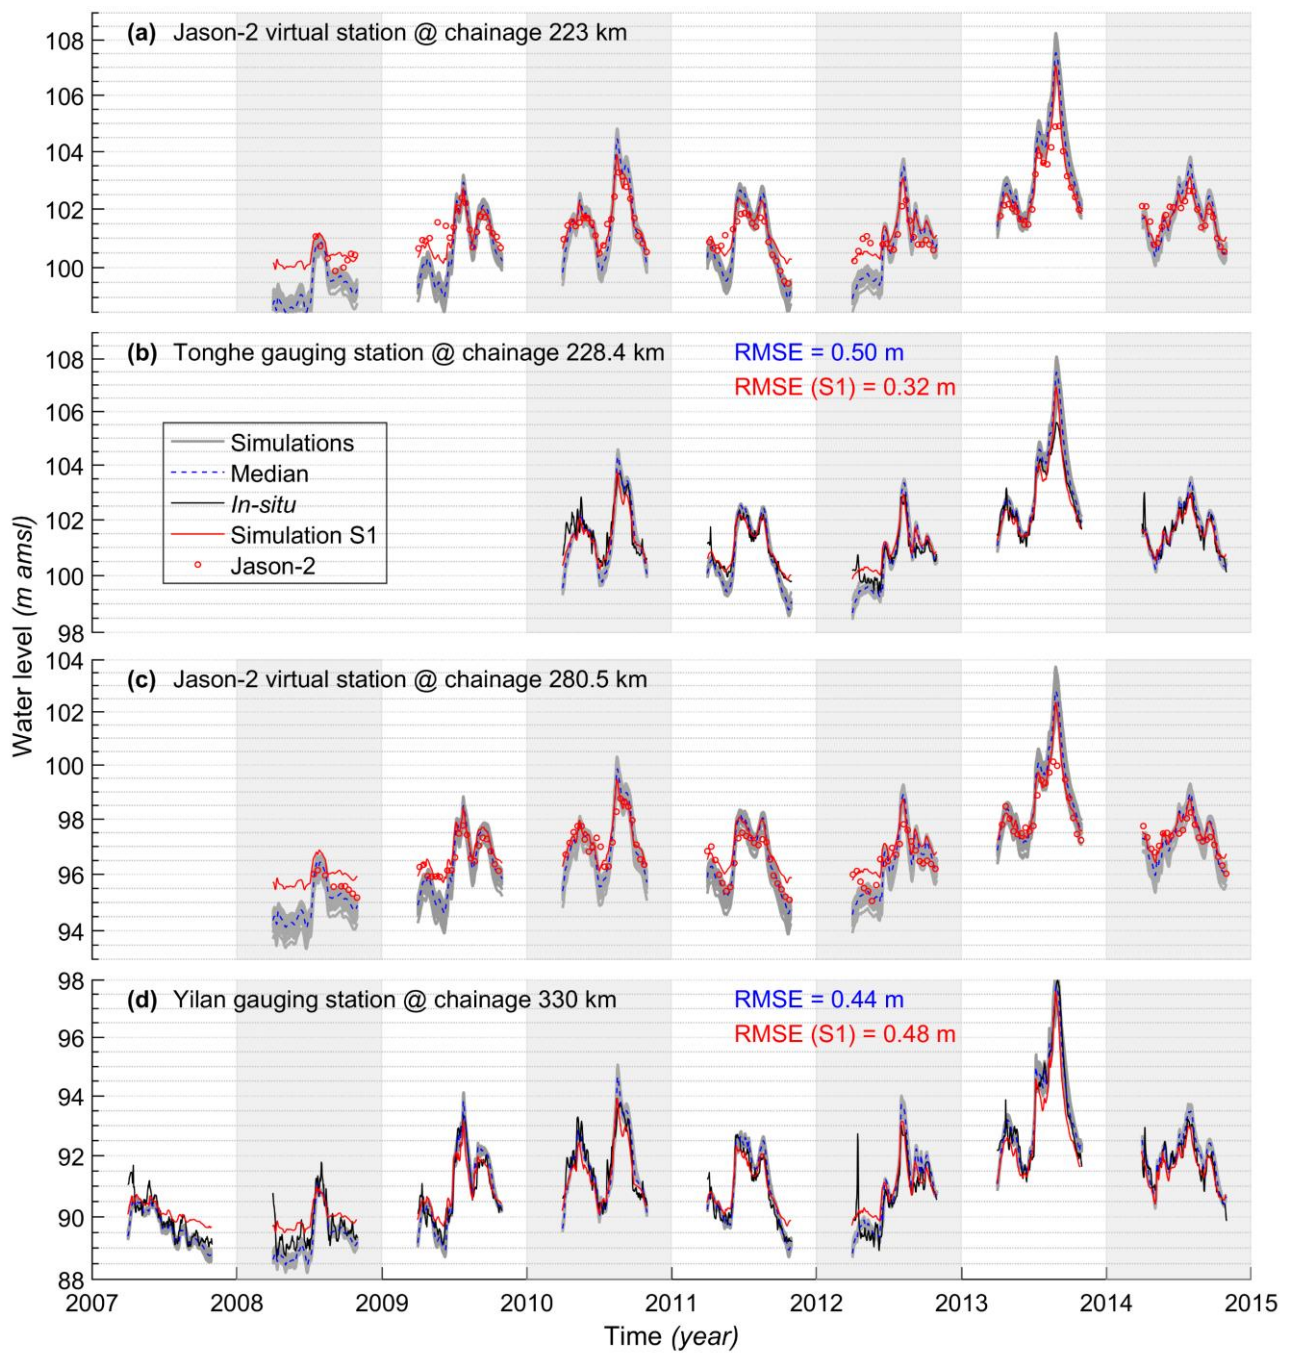 (a) Jason-2 virtual station @ chainage 223 km
108
106
104
102
100
(b) Tonghe gauging station @ chainage 228.4 km
RMSE = 0.50 m
RMSE (S1) = 0.32 m
108
106
104
102
100
98
Simulations
Median
In-situ
Simulation S1
Jason-2
Water level (m amsl)
(c) Jason-2 virtual station @ chainage 280.5 km
104
102
100
98
96
94
(d) Yilan gauging station @ chainage 330 km
RMSE = 0.44 m
RMSE (S1) = 0.48 m
98
96
94
92
90
88
2007 2008 2009 2010 2011 2012 2013 2014 2015
Time (year)